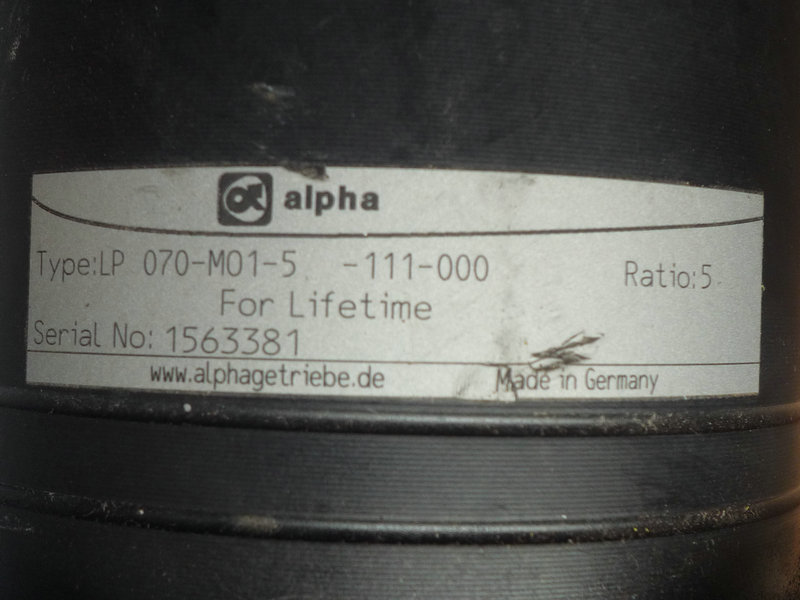 alpha
Type:LP 070-M01-5 -111-000 Ratio:5
For Lifetime
Serial No: 1563381
www.alphagetriebe.de Made in Germany